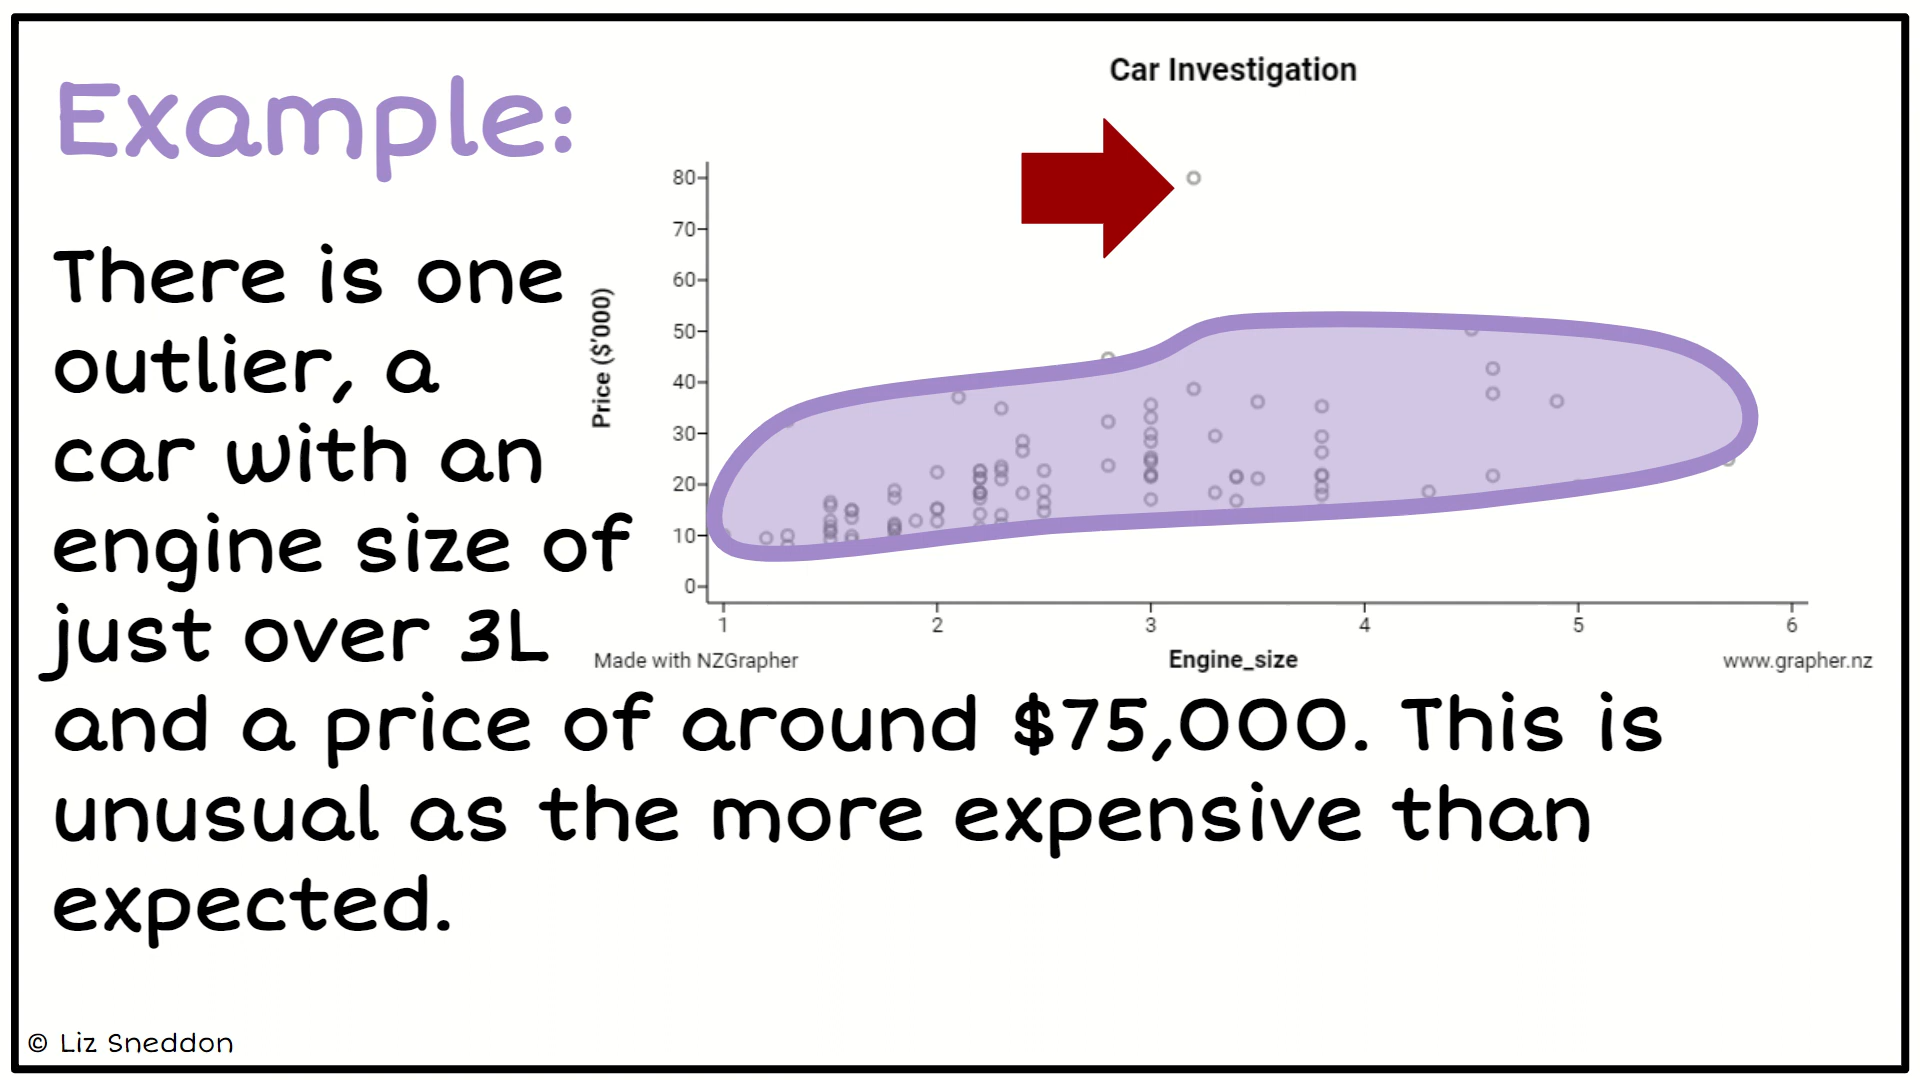 Example:
There is one
outlier, a
car with an
engine size of
just over 3L
and a price of around $75,000. This is
unusual as the more expensive than
expected.
Car Investigation
Price ($'000)
80
70
60
50
40
30
20
10
0
1 2 3 4 5 6
Made with NZGrapher Engine_size www.grapher.nz
© Liz Sneddon